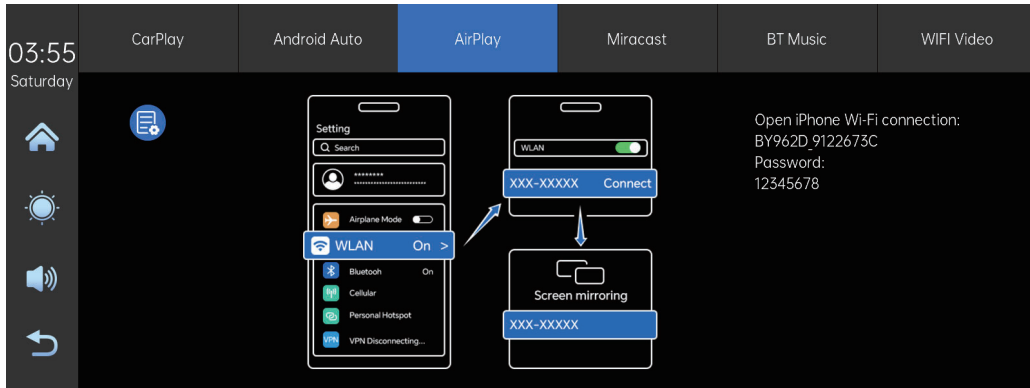 03:55
Saturday
CarPlay
Android Auto
AirPlay
Miracast
BT Music
WIFI Video
Setting
Search
********
WLAN
XXX-XXXXX Connect
Airplane Mode
WLAN On >
Bluetooh On
Cellular
Personal Hotspot
VPN
VPN Disconnecting...
Screen mirroring
XXX-XXXXX
Open iPhone Wi-Fi connection:
BY962D_9122673C
Password:
12345678